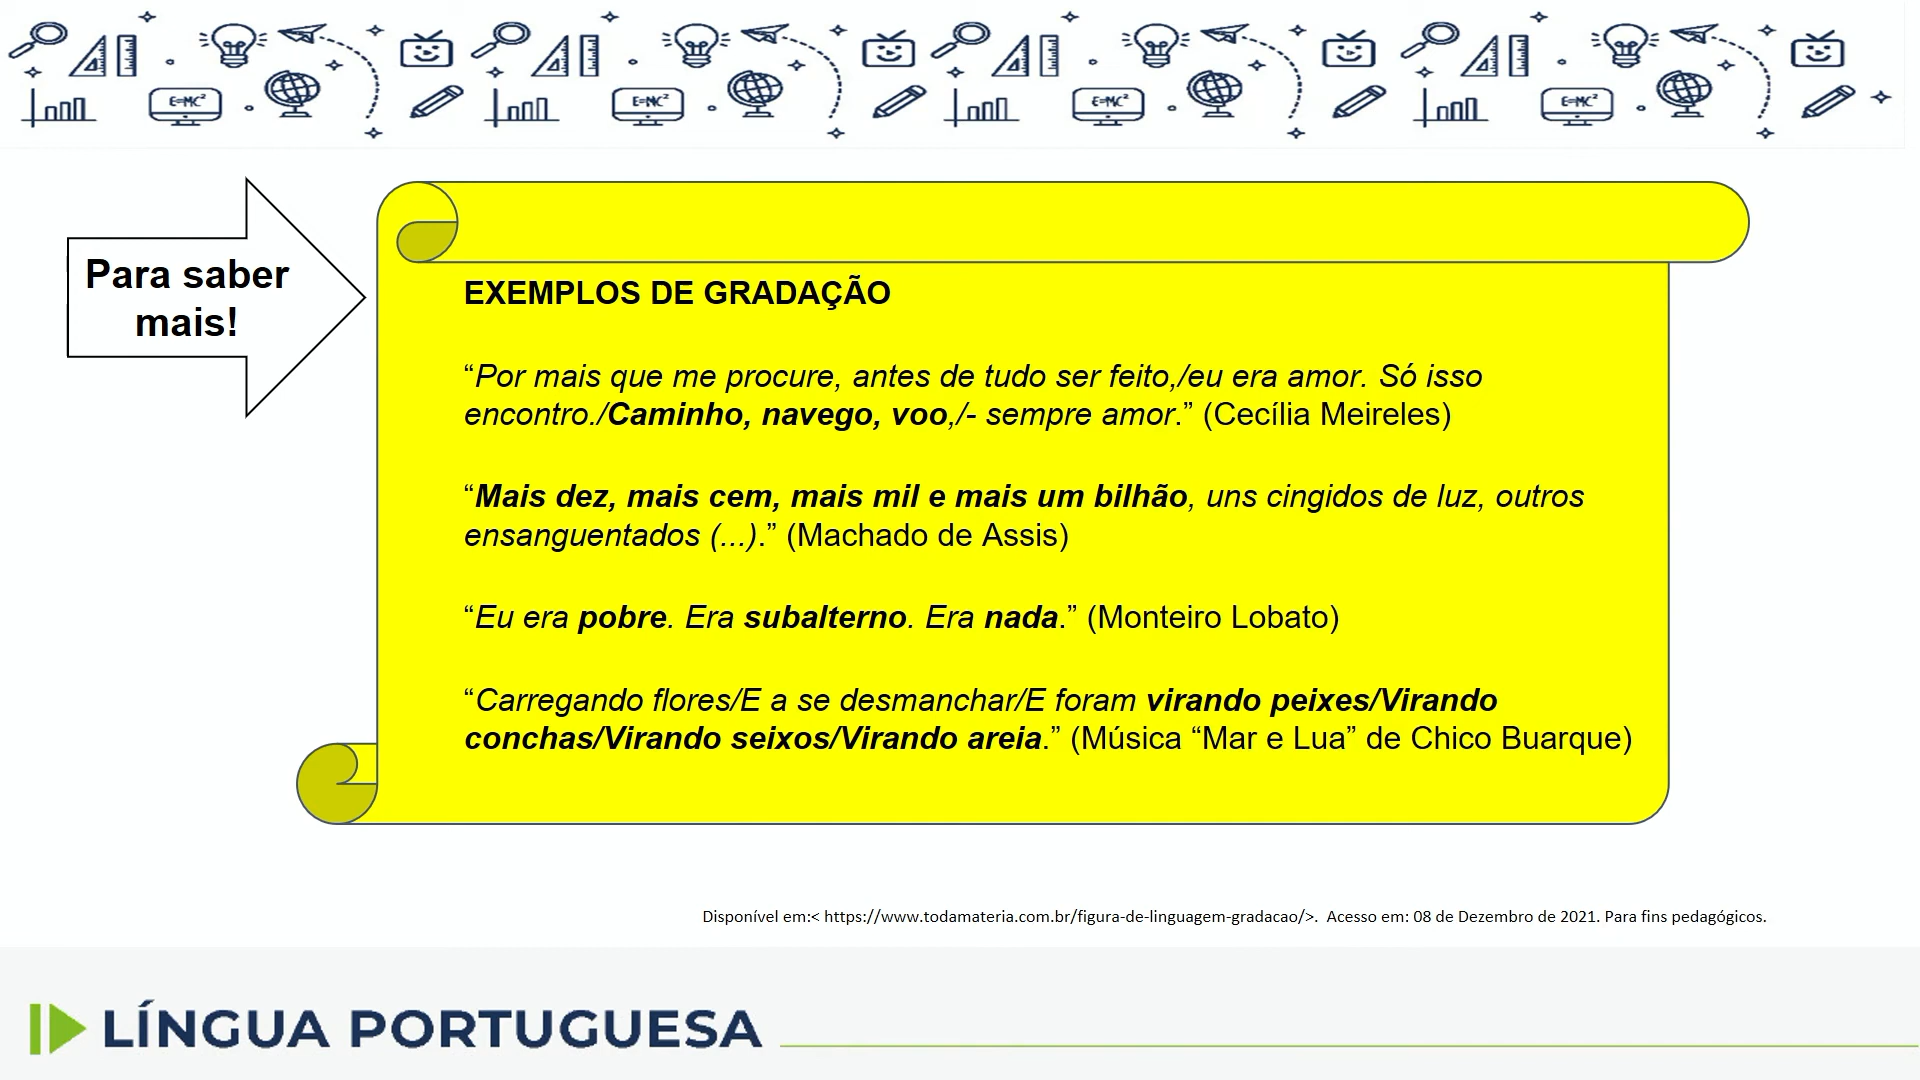 E=MC²
E=MC²
E=MC²
E=MC²
Para saber
mais!
EXEMPLOS DE GRADAÇÃO
“Por mais que me procure, antes de tudo ser feito,/eu era amor. Só isso
encontro./Caminho, navego, voo,/- sempre amor.” (Cecília Meireles)
“Mais dez, mais cem, mais mil e mais um bilhão, uns cingidos de luz, outros
ensanguentados (...).” (Machado de Assis)
“Eu era pobre. Era subalterno. Era nada.” (Monteiro Lobato)
“Carregando flores/E a se desmanchar/E foram virando peixes/Virando
conchas/Virando seixos/Virando areia.” (Música “Mar e Lua” de Chico Buarque)
Disponível em:< https://www.todamateria.com.br/figura-de-linguagem-gradacao/>. Acesso em: 08 de Dezembro de 2021. Para fins pedagógicos.
LÍNGUA PORTUGUESA